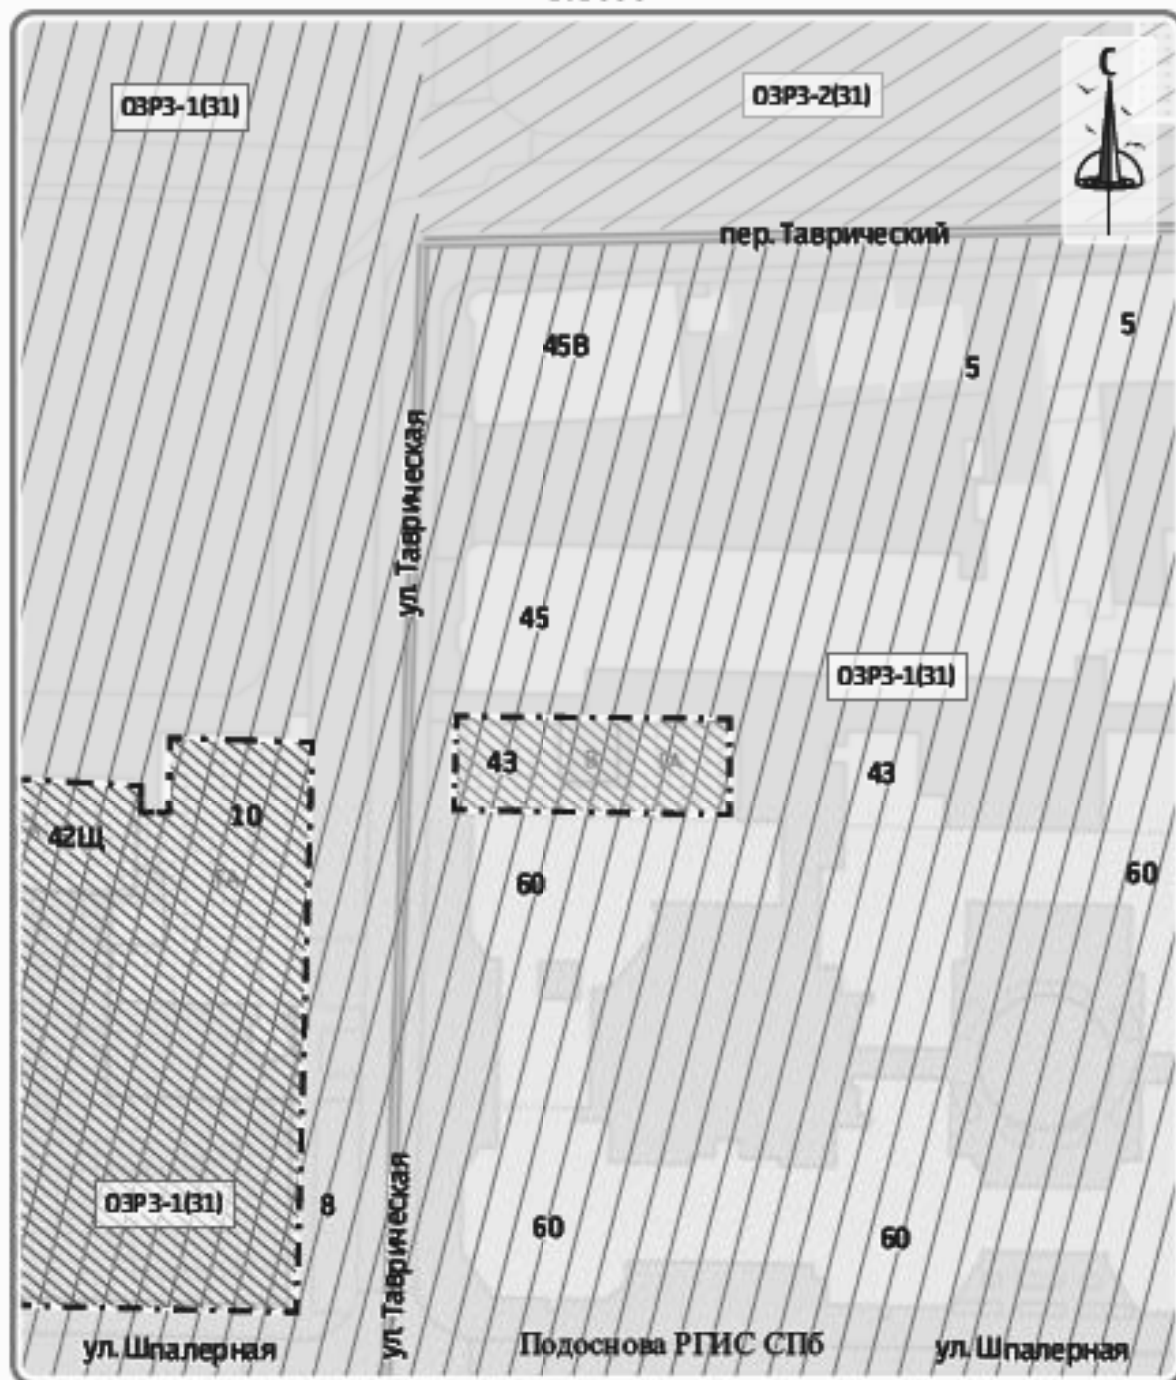 С
ОЗРЗ-1(31)
ОЗРЗ-2(31)
пер. Таврический
5
45В
5
ул. Таврическая
45
ОЗРЗ-1(31)
43
43
10
42Щ
60
60
ОЗРЗ-1(31)
8
ул. Таврическая
60
60
ул. Шпалерная
Подоснова РГИС СПб
ул. Шпалерная